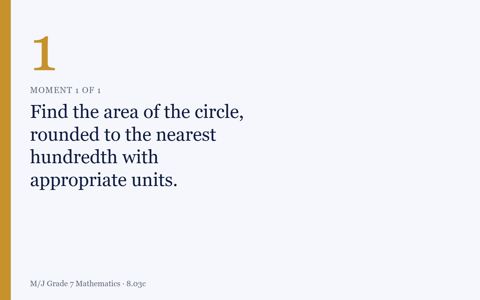 1
MOMENT 1 OF 1
Find the area of the circle,
rounded to the nearest
hundredth with
appropriate units.
M/J Grade 7 Mathematics · 8.03c